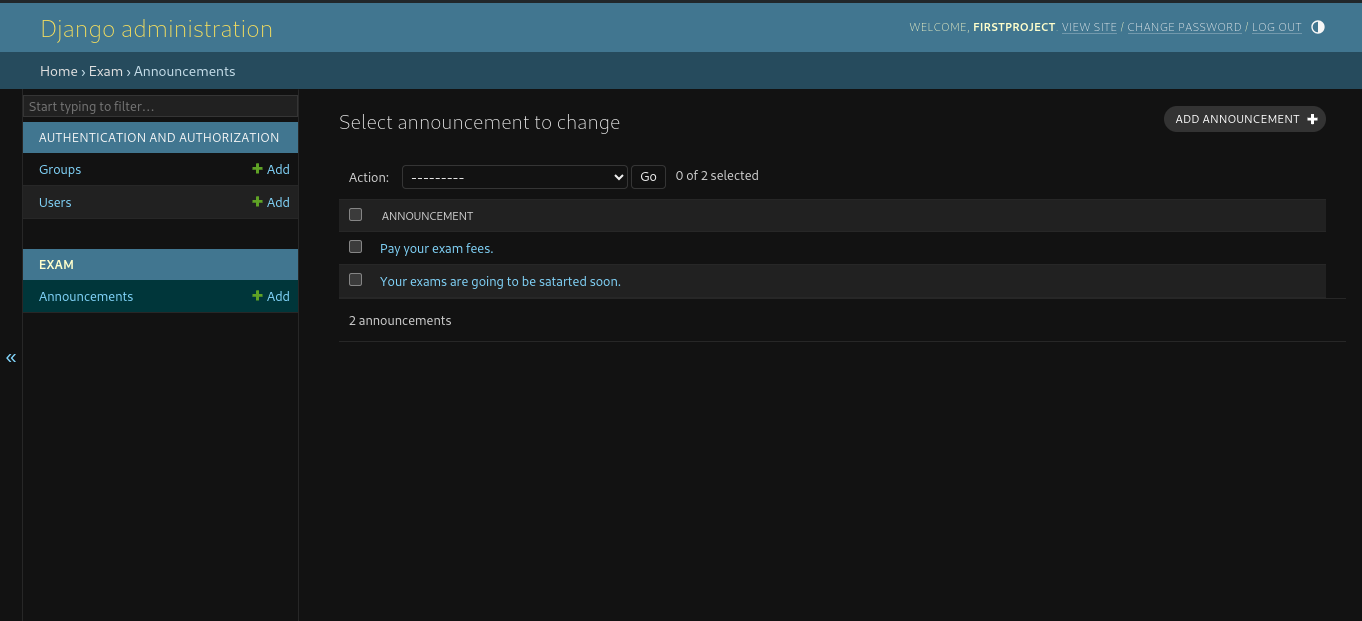 Django administration
WELCOME, FIRSTPROJECT. VIEW SITE / CHANGE PASSWORD / LOG OUT
Home › Exam › Announcements
Start typing to filter…
AUTHENTICATION AND AUTHORIZATION
Groups + Add
Users + Add
EXAM
Announcements + Add
«
Select announcement to change
ADD ANNOUNCEMENT +
Action: --------- Go 0 of 2 selected
ANNOUNCEMENT
Pay your exam fees.
Your exams are going to be satarted soon.
2 announcements